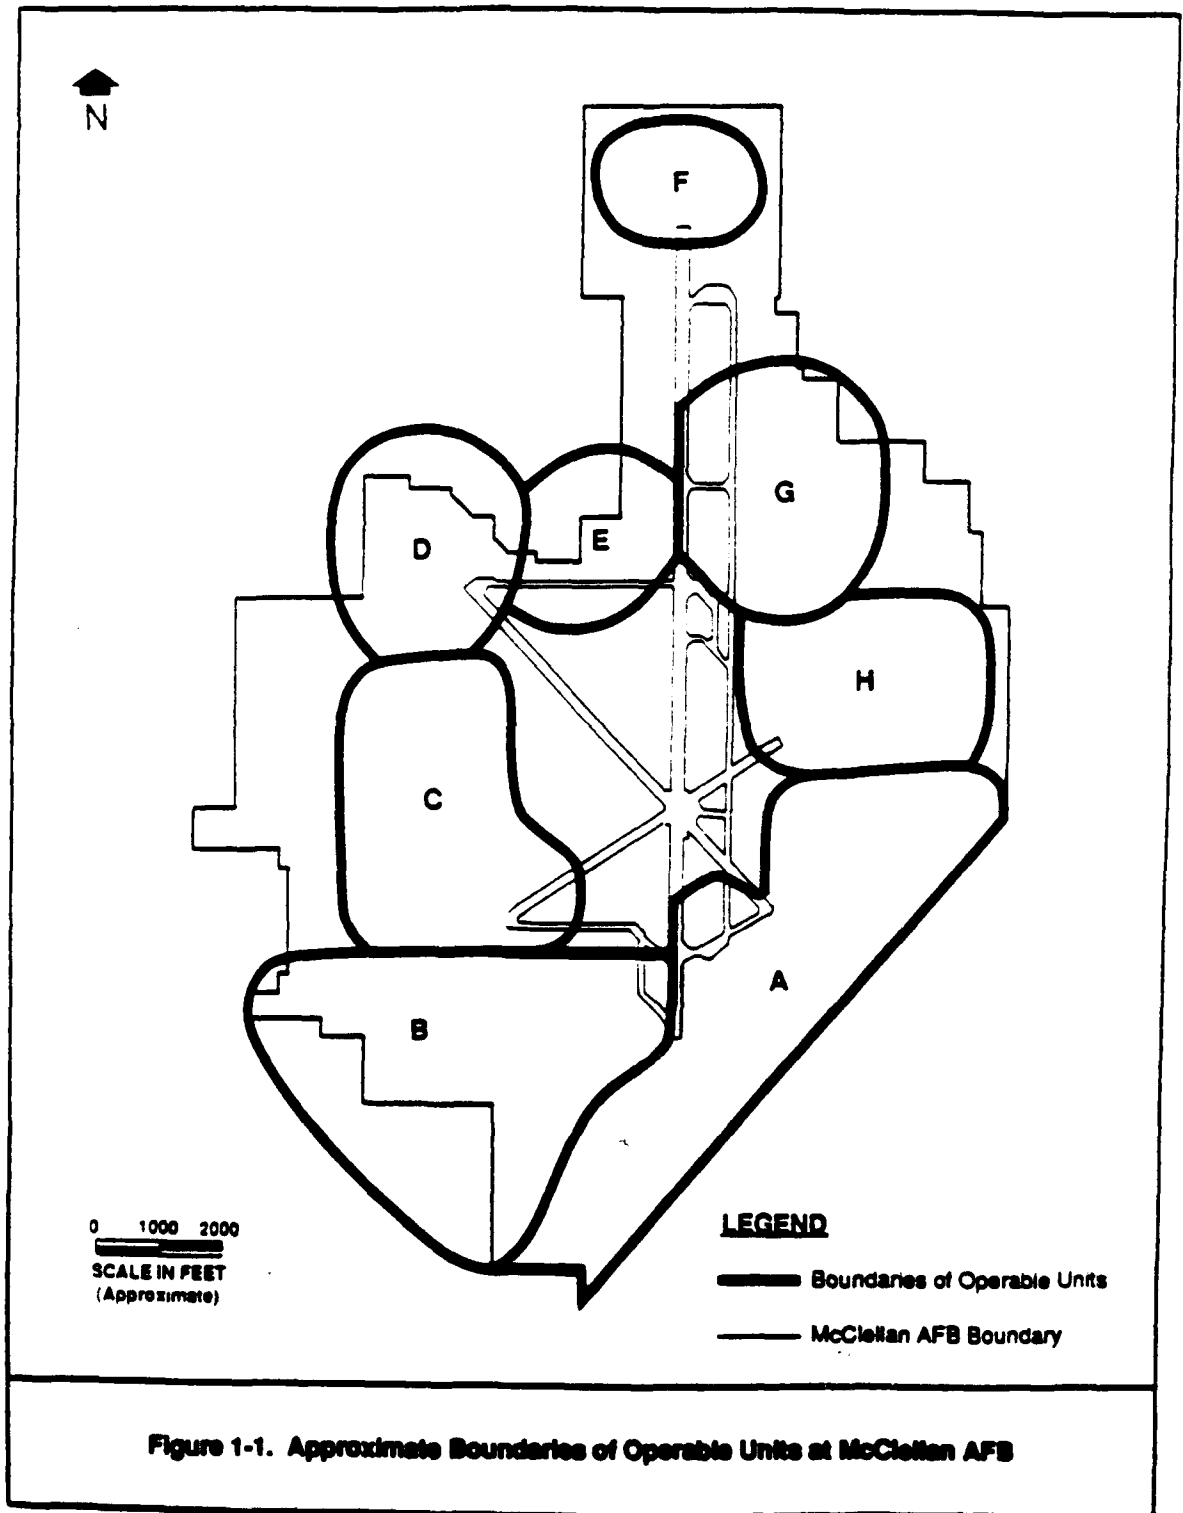 N
F
G
D
E
H
C
A
B
0 1000 2000
SCALE IN FEET
(Approximate)
LEGEND
Boundaries of Operable Units
McClellan AFB Boundary
Figure 1-1. Approximate Boundaries of Operable Units at McClellan AFB